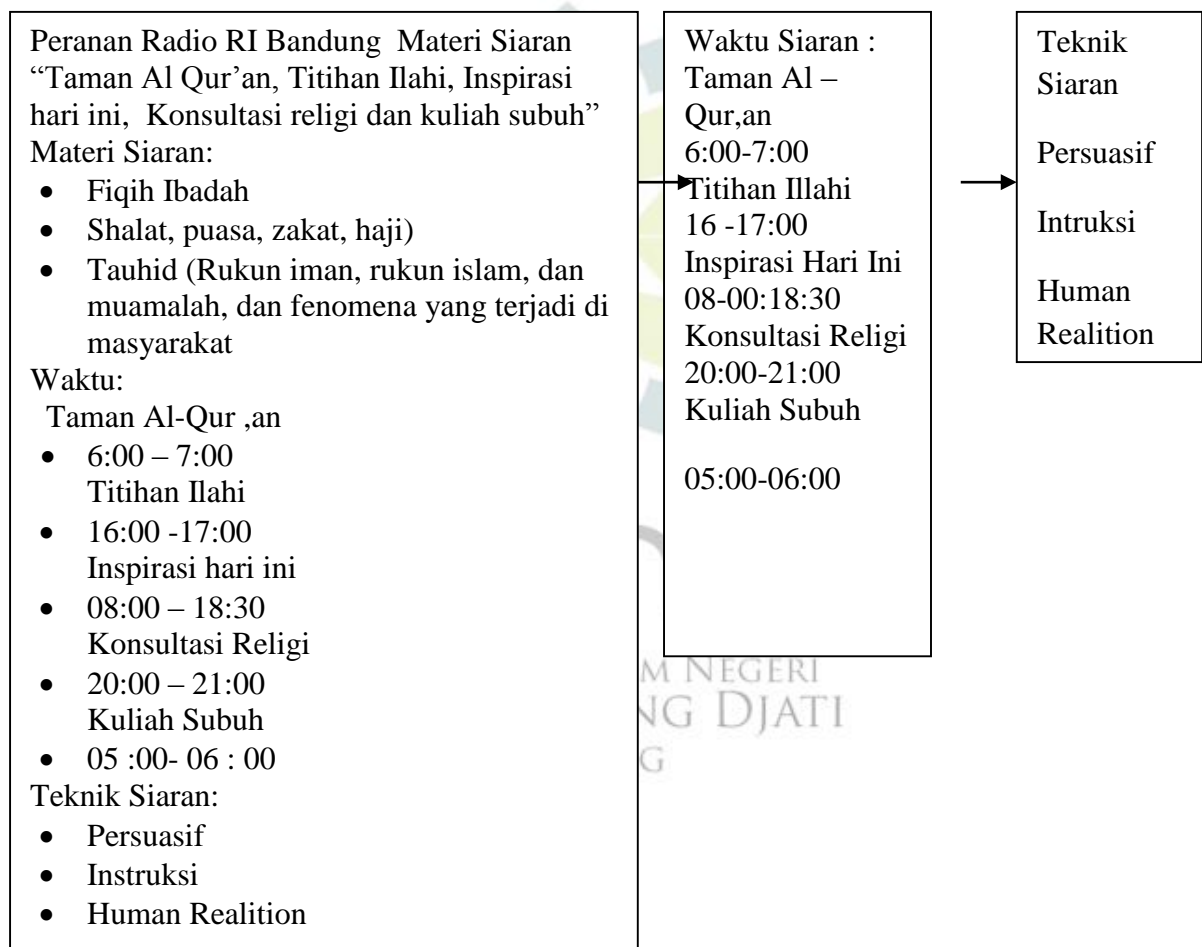 Peranan Radio RI Bandung Materi Siaran
“Taman Al Qur’an, Titihan Ilahi, Inspirasi
hari ini, Konsultasi religi dan kuliah subuh”
Materi Siaran:
• Fiqih Ibadah
• Shalat, puasa, zakat, haji)
• Tauhid (Rukun iman, rukun islam, dan
muamalah, dan fenomena yang terjadi di
masyarakat
Waktu:
Taman Al-Qur ,an
• 6:00 – 7:00
Titihan Ilahi
• 16:00 -17:00
Inspirasi hari ini
• 08:00 – 18:30
Konsultasi Religi
• 20:00 – 21:00
Kuliah Subuh
• 05 :00- 06 : 00
Teknik Siaran:
• Persuasif
• Instruksi
• Human Realition
Waktu Siaran :
Taman Al –
Qur,an
6:00-7:00
Titihan Illahi
16 -17:00
Inspirasi Hari Ini
08-00:18:30
Konsultasi Religi
20:00-21:00
Kuliah Subuh
05:00-06:00
Teknik
Siaran
Persuasif
Intruksi
Human
Realition
M NEGERI
NG DJATI
G